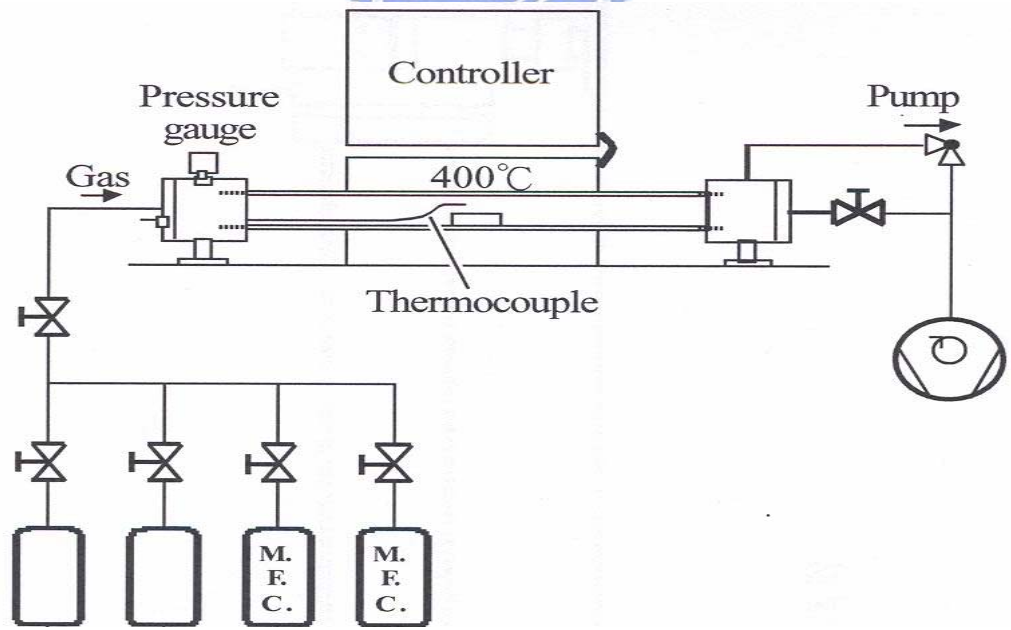 Controller
Pressure
gauge
Pump
Gas
400℃
Thermocouple
M.
F.
C.
M.
F.
C.